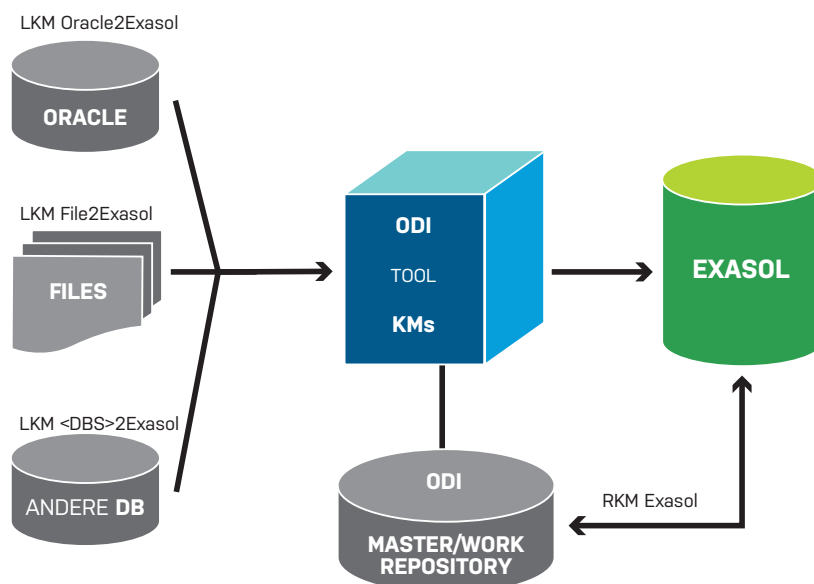 LKM Oracle2Exasol
ORACLE
LKM File2Exasol
FILES
LKM <DBS>2Exasol
ANDERE DB
ODI
TOOL
KMs
EXASOL
ODI
MASTER/WORK
REPOSITORY
RKM Exasol